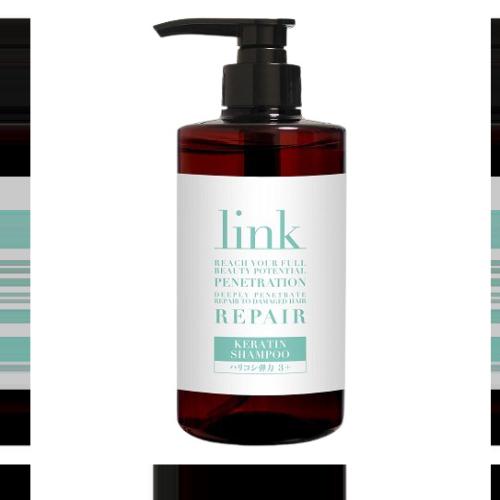 link
REACH YOUR FULL
BEAUTY POTENTIAL
PENETRATION
DEEPLY PENETRATE
REPAIR TO DAMAGED HAIR
REPAIR
KERATIN
SHAMPOO
ハリコシ弾力 3+